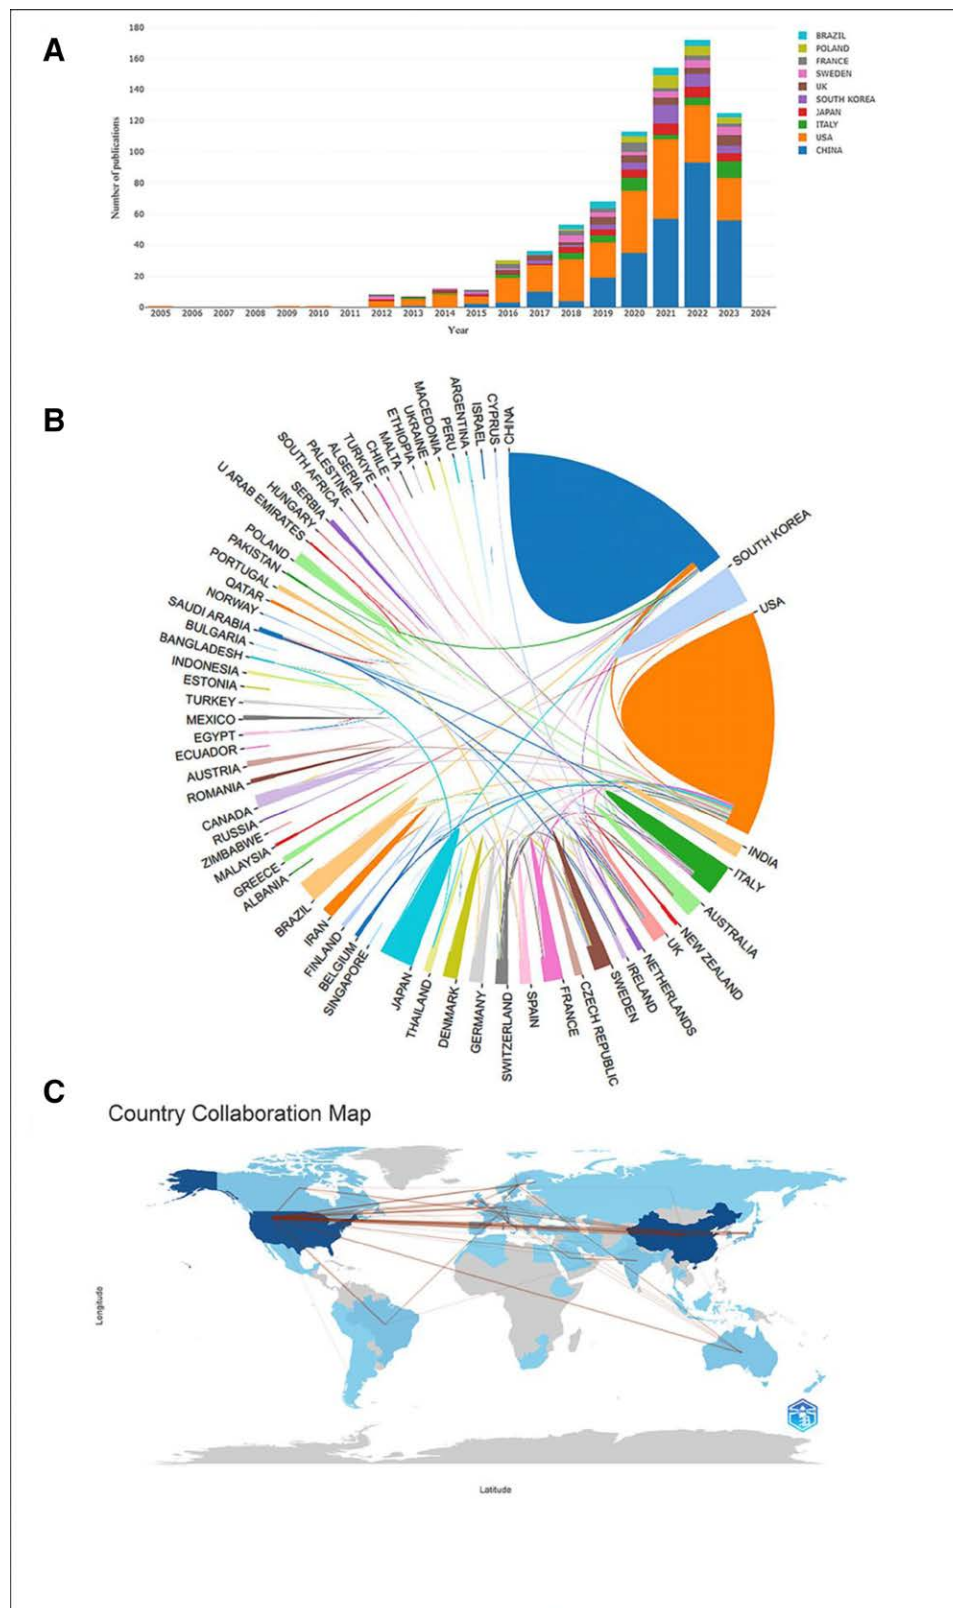 A
180
160
140
120
100
80
60
40
20
0
Number of publications
2005 2006 2007 2008 2009 2010 2011 2012 2013 2014 2015 2016 2017 2018 2019 2020 2021 2022 2023 2024
Year
BRAZIL
POLAND
FRANCE
SWEDEN
UK
SOUTH KOREA
JAPAN
ITALY
USA
CHINA
B
CHINA
SOUTH KOREA
USA
INDIA
ITALY
AUSTRALIA
NEW ZEALAND
UK
NETHERLANDS
IRELAND
SWEDEN
CZECH REPUBLIC
FRANCE
SPAIN
SWITZERLAND
GERMANY
DENMARK
THAILAND
JAPAN
SINGAPORE
BELGIUM
FINLAND
IRAN
BRAZIL
ALBANIA
GREECE
MALAYSIA
ZIMBABWE
RUSSIA
CANADA
ROMANIA
AUSTRIA
ECUADOR
EGYPT
MEXICO
TURKEY
ESTONIA
INDONESIA
BANGLADESH
BULGARIA
SAUDI ARABIA
NORWAY
QATAR
PORTUGAL
PAKISTAN
POLAND
U ARAB EMIRATES
HUNGARY
SERBIA
SOUTH AFRICA
PALESTINE
ALGERIA
TURKIYE
CHILE
MALTA
ETHIOPIA
UKRAINE
MACEDONIA
PERU
ARGENTINA
ISRAEL
CYPRUS
C
Country Collaboration Map
Longitude
Latitude